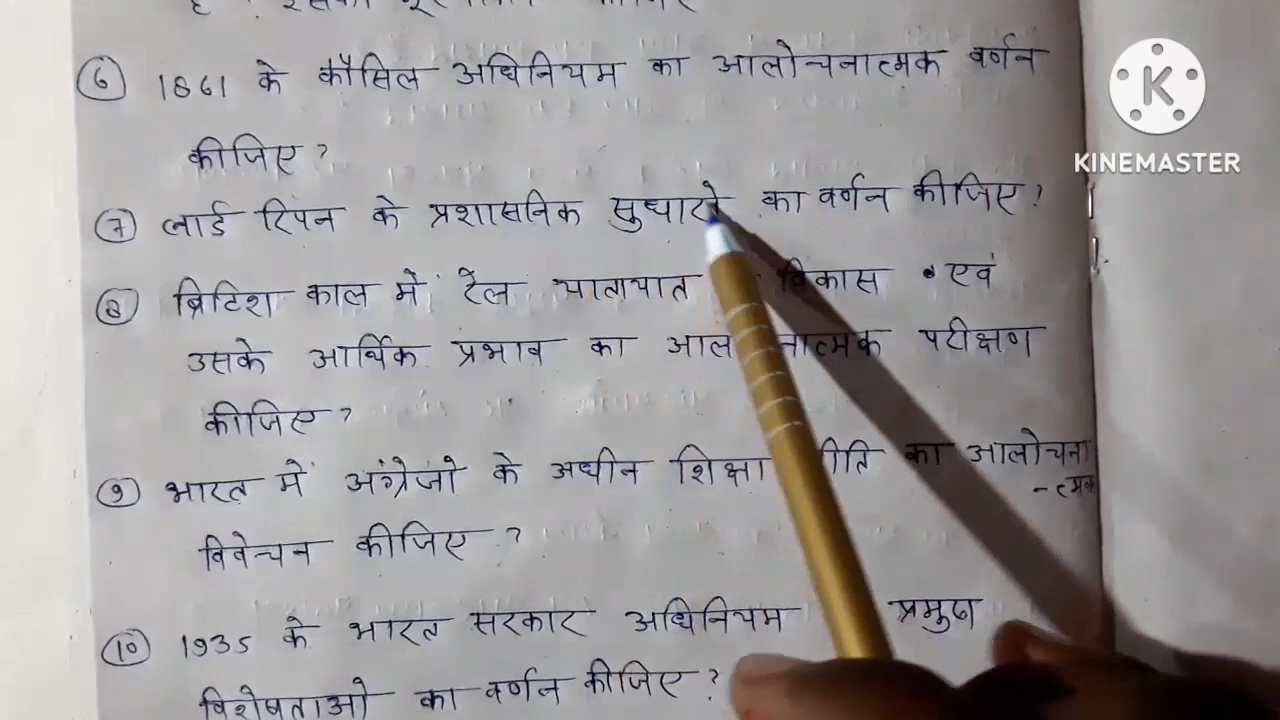 ⑥ 1861 के कौंसिल अधिनियम का आलोचनात्मक वर्णन
कीजिए ?
⑦ लार्ड रिपन के प्रशासनिक सुधारो का वर्णन कीजिए ?
⑧ ब्रिटिश काल में रेल यातायात विकास एवं
उसके आर्थिक प्रभाव का परीक्षण
कीजिए ?
⑨ भारत में अंग्रेजो के अधीन शिक्षा का आलोचना
-त्मक
विवेचन कीजिए ?
⑩ 1935 के भारत सरकार अधिनियम प्रमुख
विशेषताओ का वर्णन कीजिए ?
KINEMASTER